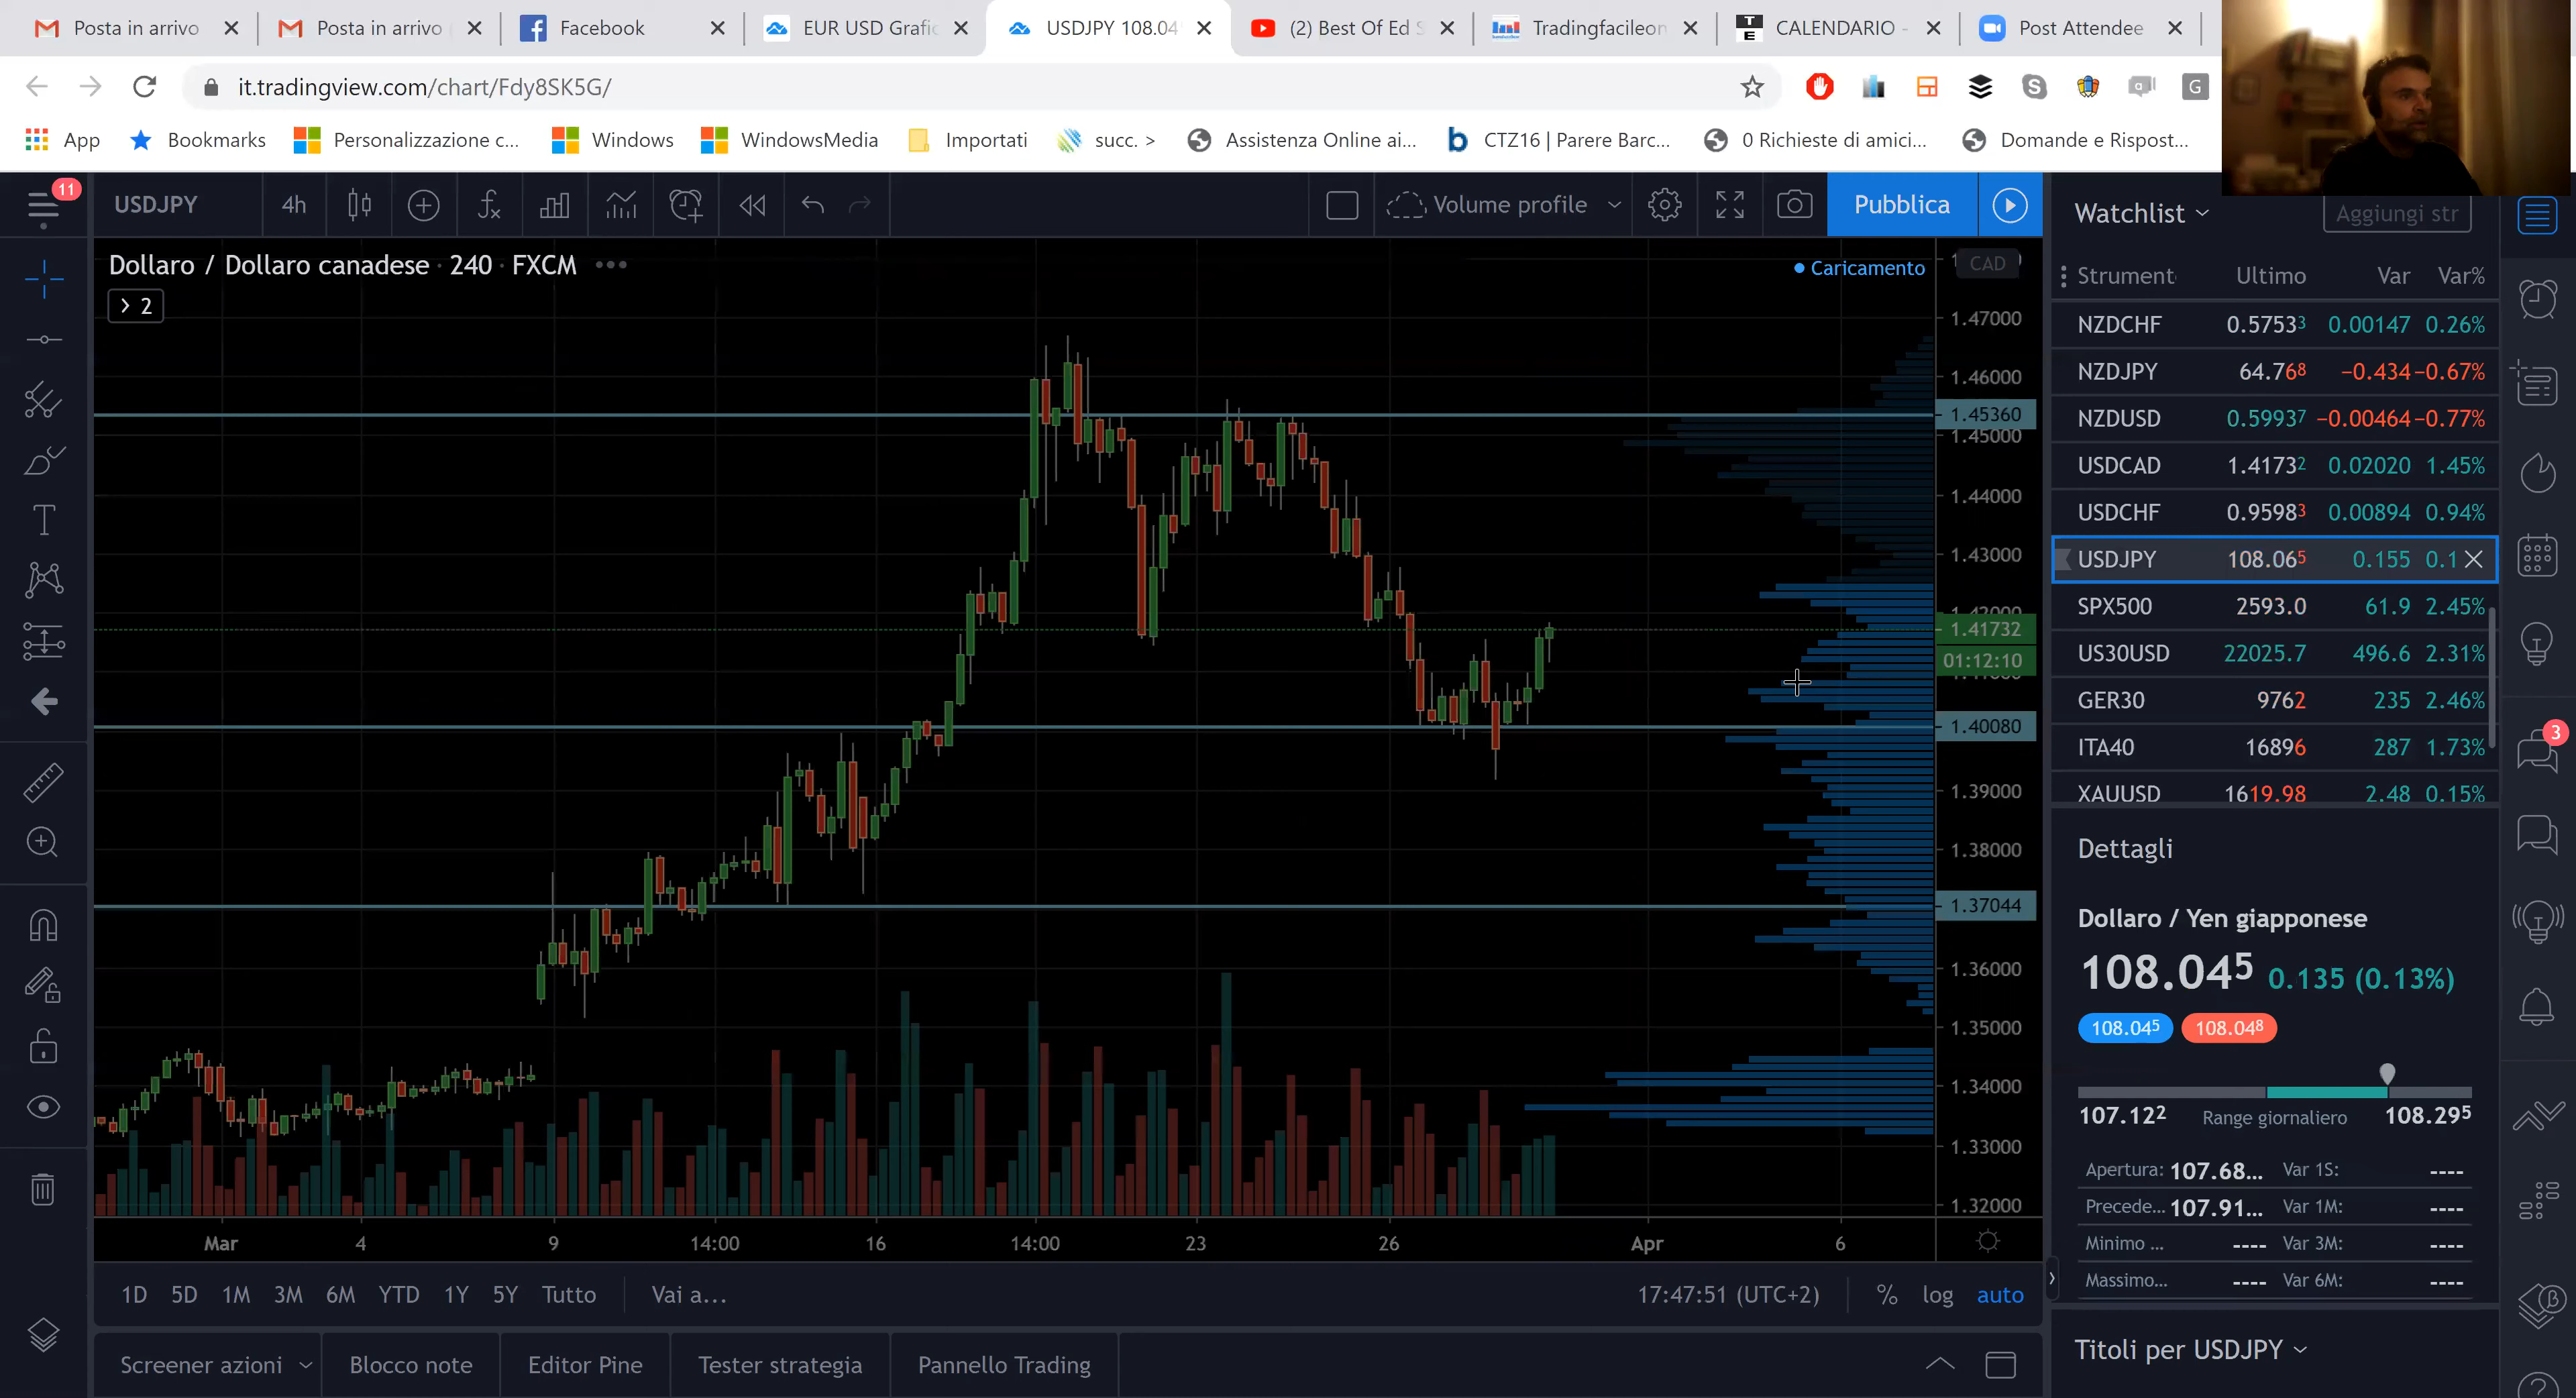 Posta in arrivo
Posta in arrivo
Facebook
EUR USD Grafic
USDJPY 108.04
(2) Best Of Ed S
Tradingfacileon
CALENDARIO -
Post Attendee
it.tradingview.com/chart/Fdy8SK5G/
App
Bookmarks
Personalizzazione c...
Windows
WindowsMedia
Importati
succ. >
Assistenza Online ai...
CTZ16 | Parere Barc...
0 Richieste di amici...
Domande e Rispost...
11
USDJPY
4h
Volume profile
Pubblica
Watchlist
Aggiungi str
Dollaro / Dollaro canadese · 240 · FXCM
2
Caricamento
CAD
1.47000
1.46000
1.45360
1.45000
1.44000
1.43000
1.42000
1.41732
01:12:10
1.40080
1.39000
1.38000
1.37044
1.36000
1.35000
1.34000
1.33000
1.32000
Mar
4
9
14:00
16
14:00
23
26
Apr
6
Strument
Ultimo
Var
Var%
NZDCHF 0.57533 0.00147 0.26%
NZDJPY 64.768 −0.434 −0.67%
NZDUSD 0.59937 −0.00464 −0.77%
USDCAD 1.41732 0.02020 1.45%
USDCHF 0.95983 0.00894 0.94%
USDJPY 108.065 0.155 0.1
SPX500 2593.0 61.9 2.45%
US30USD 22025.7 496.6 2.31%
GER30 9762 235 2.46%
ITA40 16896 287 1.73%
XAUUSD 1619.98 2.48 0.15%
3
Dettagli
Dollaro / Yen giapponese
108.045 0.135 (0.13%)
108.045 108.048
107.122 Range giornaliero 108.295
Apertura: 107.68... Var 1S: ----
Precede... 107.91... Var 1M: ----
Minimo ... ---- Var 3M: ----
Massimo... ---- Var 6M: ----
Titoli per USDJPY
1D 5D 1M 3M 6M YTD 1Y 5Y Tutto
Vai a...
17:47:51 (UTC+2)
%
log
auto
Screener azioni
Blocco note
Editor Pine
Tester strategia
Pannello Trading